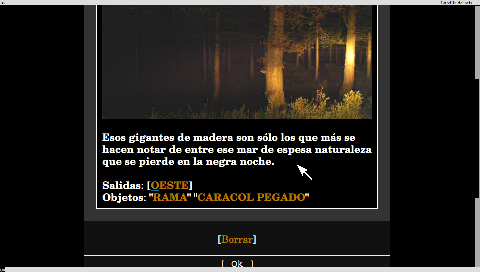 Esos gigantes de madera son sólo los que más se
hacen notar de entre ese mar de espesa naturaleza
que se pierde en la negra noche.
Salidas: [OESTE]
Objetos: "RAMA" "CARACOL PEGADO"
[Borrar]
[ Ok ]